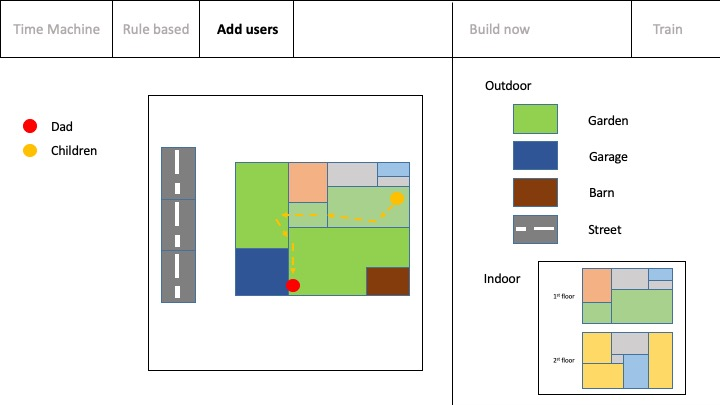 Time Machine
Rule based
Add users
Build now
Train
Dad
Children
Outdoor
Garden
Garage
Barn
Street
Indoor
1st floor
2st floor